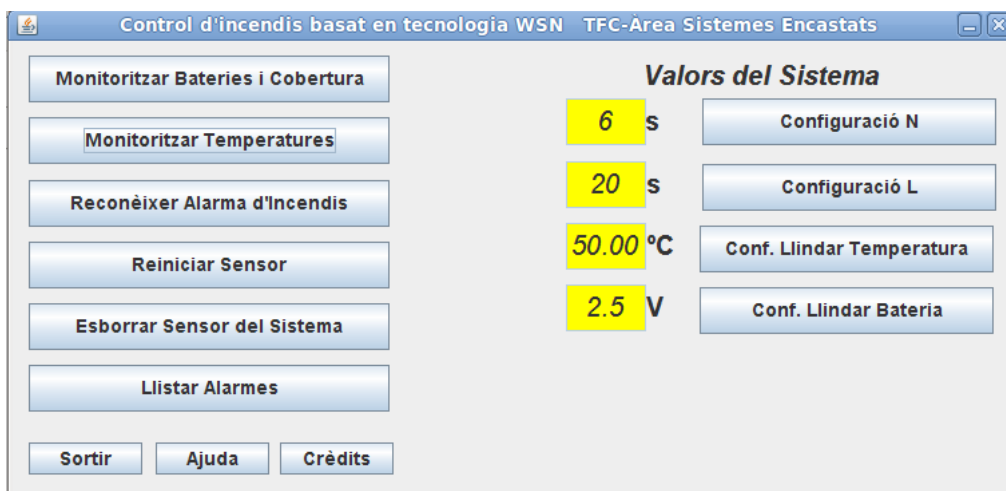 Control d'incendis basat en tecnologia WSN   TFC-Àrea Sistemes Encastats
Monitoritzar Bateries i Cobertura
Monitoritzar Temperatures
Reconèixer Alarma d'Incendis
Reiniciar Sensor
Esborrar Sensor del Sistema
Llistar Alarmes
Sortir
Ajuda
Crèdits
Valors del Sistema
6 s
Configuració N
20 s
Configuració L
50.00 ºC
Conf. Llindar Temperatura
2.5 V
Conf. Llindar Bateria